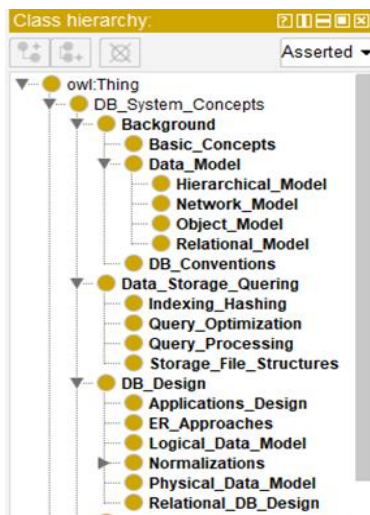 Class hierarchy:
Asserted
owl:Thing
DB_System_Concepts
Background
Basic_Concepts
Data_Model
Hierarchical_Model
Network_Model
Object_Model
Relational_Model
DB_Conventions
Data_Storage_Quering
Indexing_Hashing
Query_Optimization
Query_Processing
Storage_File_Structures
DB_Design
Applications_Design
ER_Approaches
Logical_Data_Model
Normalizations
Physical_Data_Model
Relational_DB_Design